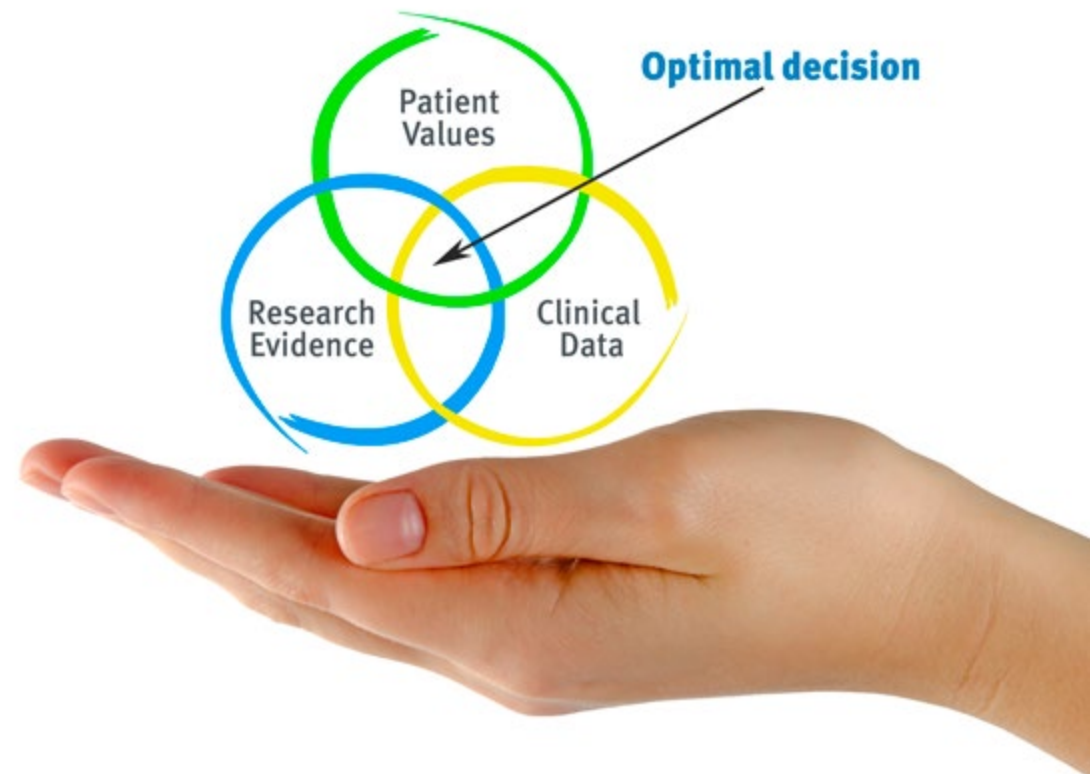 Optimal decision
Patient
Values
Research
Evidence
Clinical
Data